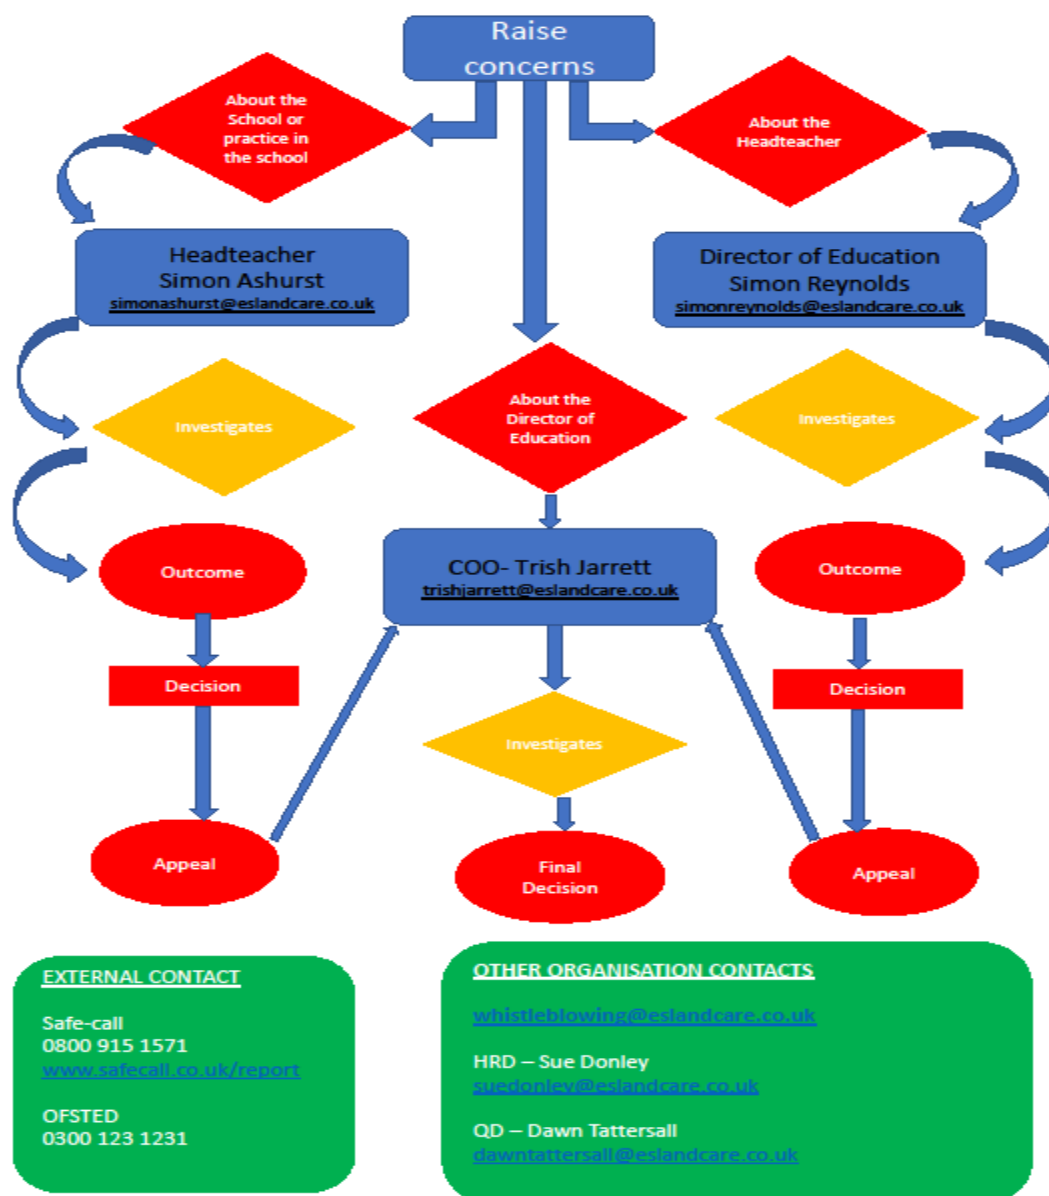 Raise
concerns
About the
School or
practice in
the school
About the
Headteacher
Headteacher
Simon Ashurst
simonashurst@eslandcare.co.uk
Director of Education
Simon Reynolds
simonreynolds@eslandcare.co.uk
Investigates
About the
Director of
Education
Investigates
Outcome
COO- Trish Jarrett
trishjarrett@eslandcare.co.uk
Outcome
Decision
Decision
Investigates
Appeal
Final
Decision
Appeal
EXTERNAL CONTACT
Safe-call
0800 915 1571
www.safecall.co.uk/report
OFSTED
0300 123 1231
OTHER ORGANISATION CONTACTS
whistleblowing@eslandcare.co.uk
HRD – Sue Donley
suedonley@eslandcare.co.uk
QD – Dawn Tattersall
dawntattersall@eslandcare.co.uk